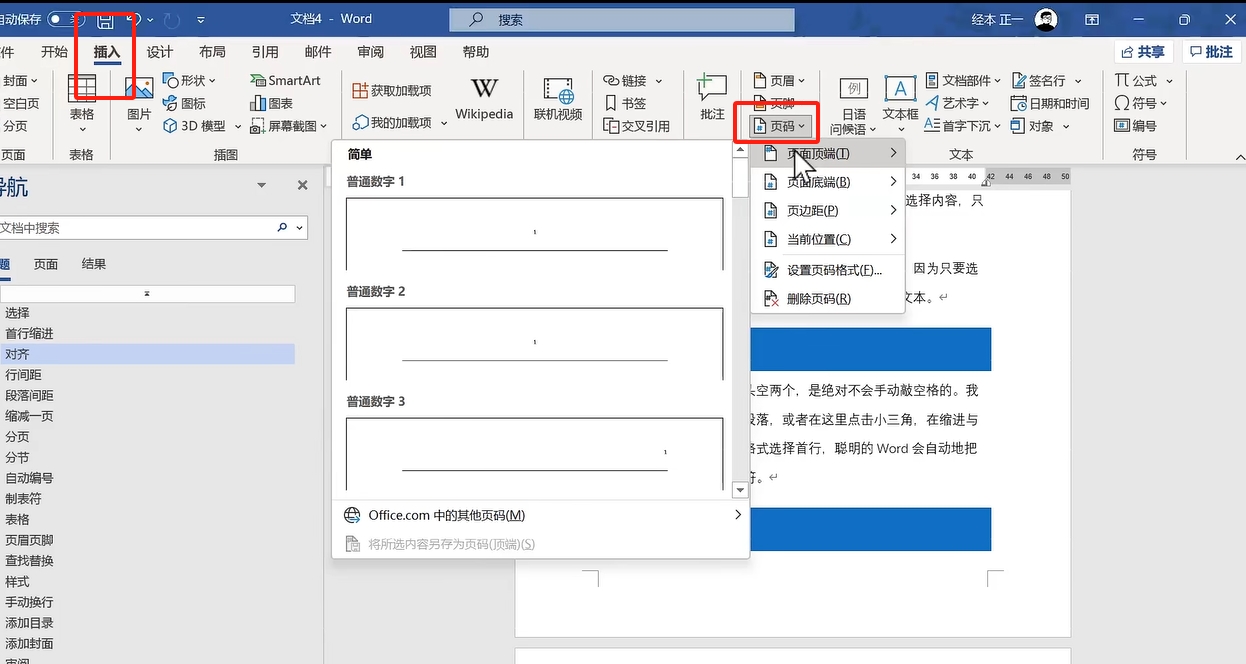 自动保存
文档4 - Word
搜索
经本 正一
件 开始 插入 设计 布局 引用 邮件 审阅 视图 帮助
共享 批注
封面
空白页
分页
页面
表格
表格
图片
形状
图标
3D 模型
SmartArt
图表
屏幕截图
插图
获取加载项
我的加载项
Wikipedia
联机视频
链接
书签
交叉引用
批注
页眉
页脚
页码
日语
问候语
文本框
文档部件
艺术字
首字下沉
签名行
日期和时间
对象
文本
公式
符号
编号
符号
导航
文档中搜索
题 页面 结果
选择
首行缩进
对齐
行间距
段落间距
缩减一页
分页
分节
自动编号
制表符
表格
页眉页脚
查找替换
样式
手动换行
添加目录
添加封面
审阅
简单
普通数字 1
1
普通数字 2
1
普通数字 3
1
Office.com 中的其他页码(M)
将所选内容另存为页码(顶端)(S)
页面顶端(T)
页面底端(B)
页边距(P)
当前位置(C)
设置页码格式(F)...
删除页码(R)
34 36 38 40 42 44 46 48 50
选择内容，只
因为只要选
文本。
头空两个，是绝对不会手动敲空格的。我
段落，或者在这里点击小三角，在缩进与
格式选择首行，聪明的 Word 会自动地把
符。